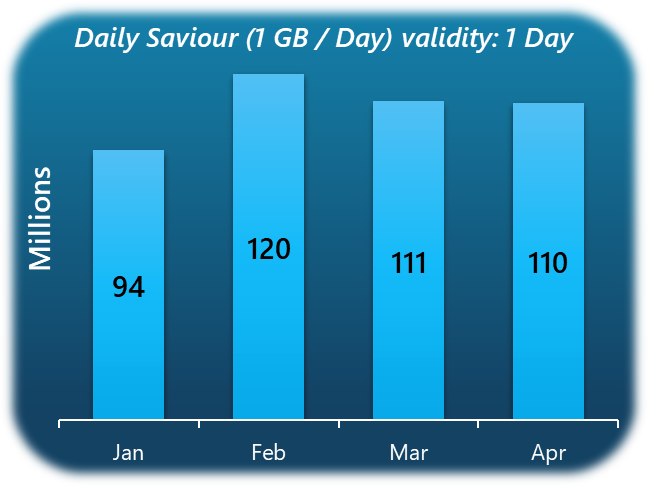 Daily Saviour (1 GB / Day) validity: 1 Day
Millions
94
120
111
110
Jan Feb Mar Apr